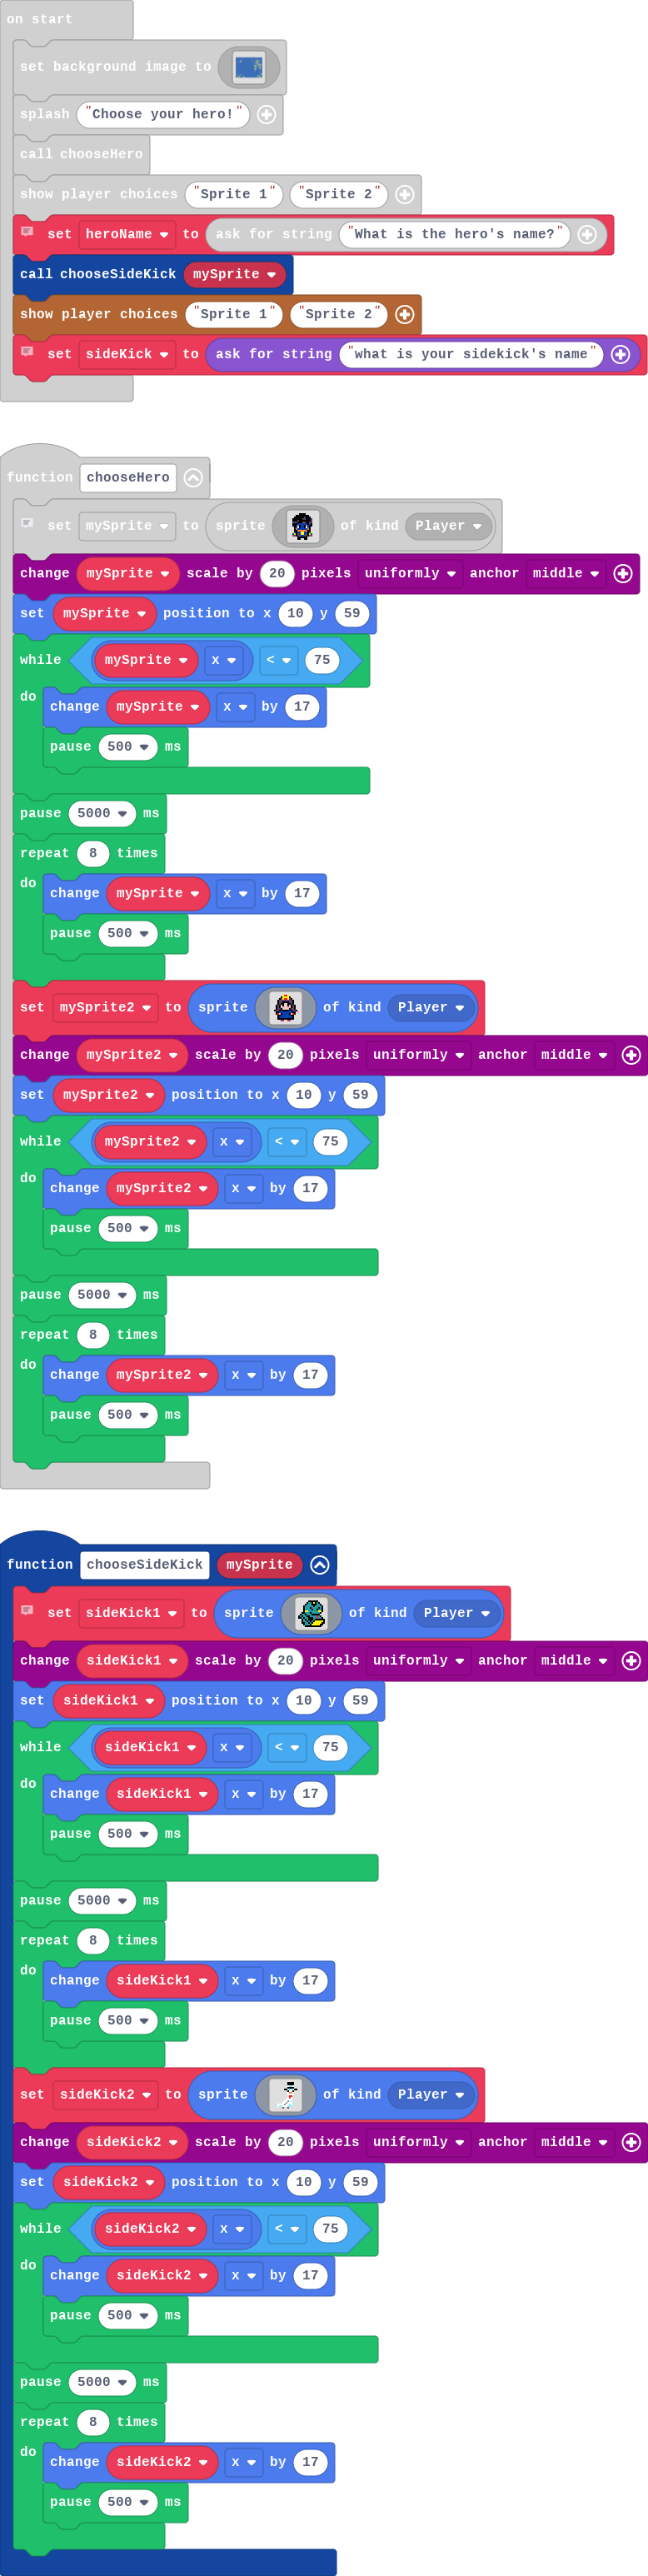 on start
set background image to
splash "Choose your hero!"
call chooseHero
show player choices "Sprite 1" "Sprite 2"
set heroName to ask for string "What is the hero's name?"
call chooseSideKick mySprite
show player choices "Sprite 1" "Sprite 2"
set sideKick to ask for string "what is your sidekick's name"
function chooseHero
set mySprite to sprite of kind Player
change mySprite scale by 20 pixels uniformly anchor middle
set mySprite position to x 10 y 59
while mySprite x < 75
do change mySprite x by 17
pause 500 ms
pause 5000 ms
repeat 8 times
do change mySprite x by 17
pause 500 ms
set mySprite2 to sprite of kind Player
change mySprite2 scale by 20 pixels uniformly anchor middle
set mySprite2 position to x 10 y 59
while mySprite2 x < 75
do change mySprite2 x by 17
pause 500 ms
pause 5000 ms
repeat 8 times
do change mySprite2 x by 17
pause 500 ms
function chooseSideKick mySprite
set sideKick1 to sprite of kind Player
change sideKick1 scale by 20 pixels uniformly anchor middle
set sideKick1 position to x 10 y 59
while sideKick1 x < 75
do change sideKick1 x by 17
pause 500 ms
pause 5000 ms
repeat 8 times
do change sideKick1 x by 17
pause 500 ms
set sideKick2 to sprite of kind Player
change sideKick2 scale by 20 pixels uniformly anchor middle
set sideKick2 position to x 10 y 59
while sideKick2 x < 75
do change sideKick2 x by 17
pause 500 ms
pause 5000 ms
repeat 8 times
do change sideKick2 x by 17
pause 500 ms